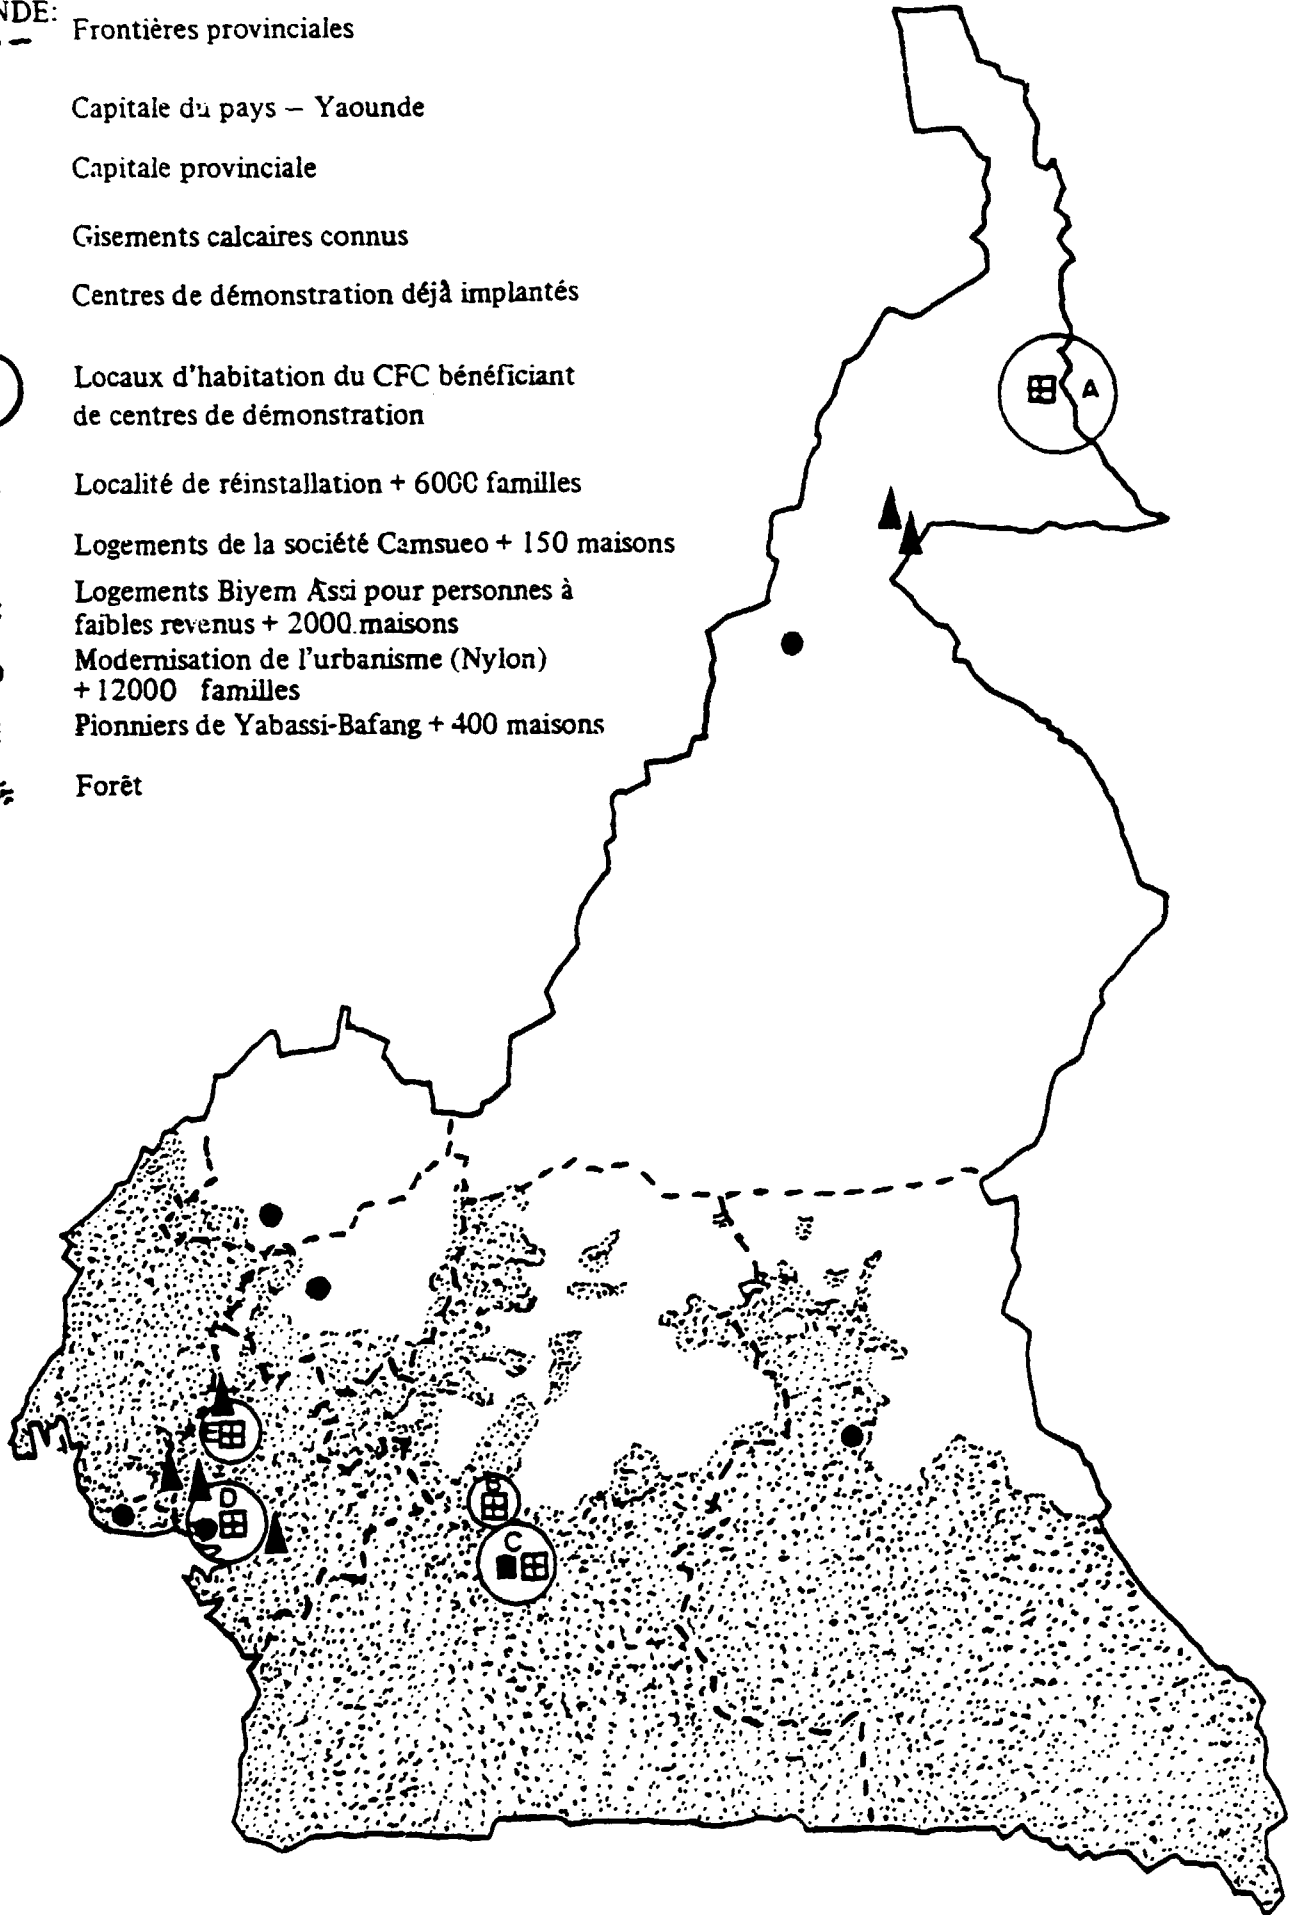 NDE:
Frontières provinciales
Capitale du pays – Yaounde
Capitale provinciale
Gisements calcaires connus
Centres de démonstration déjà implantés
Locaux d'habitation du CFC bénéficiant
de centres de démonstration
Localité de réinstallation + 6000 familles
Logements de la société Camsueo + 150 maisons
Logements Biyem Assi pour personnes à
faibles revenus + 2000 maisons
Modernisation de l'urbanisme (Nylon)
+ 12000 familles
Pionniers de Yabassi-Bafang + 400 maisons
Forêt
A
E
B
D
C